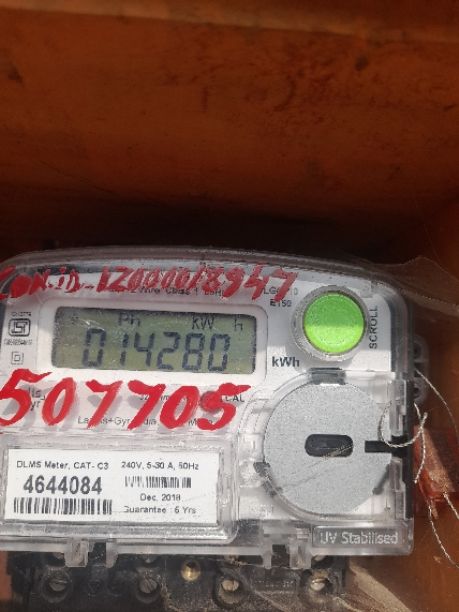 CON.iD-12000018947
Ph kW h
014280
kWh
SCROLL
507705
DLMS Meter, CAT- C3
4644084
240V, 5-30 A, 50Hz
Dec, 2018
Guarantee : 5 Yrs
UV Stabilised